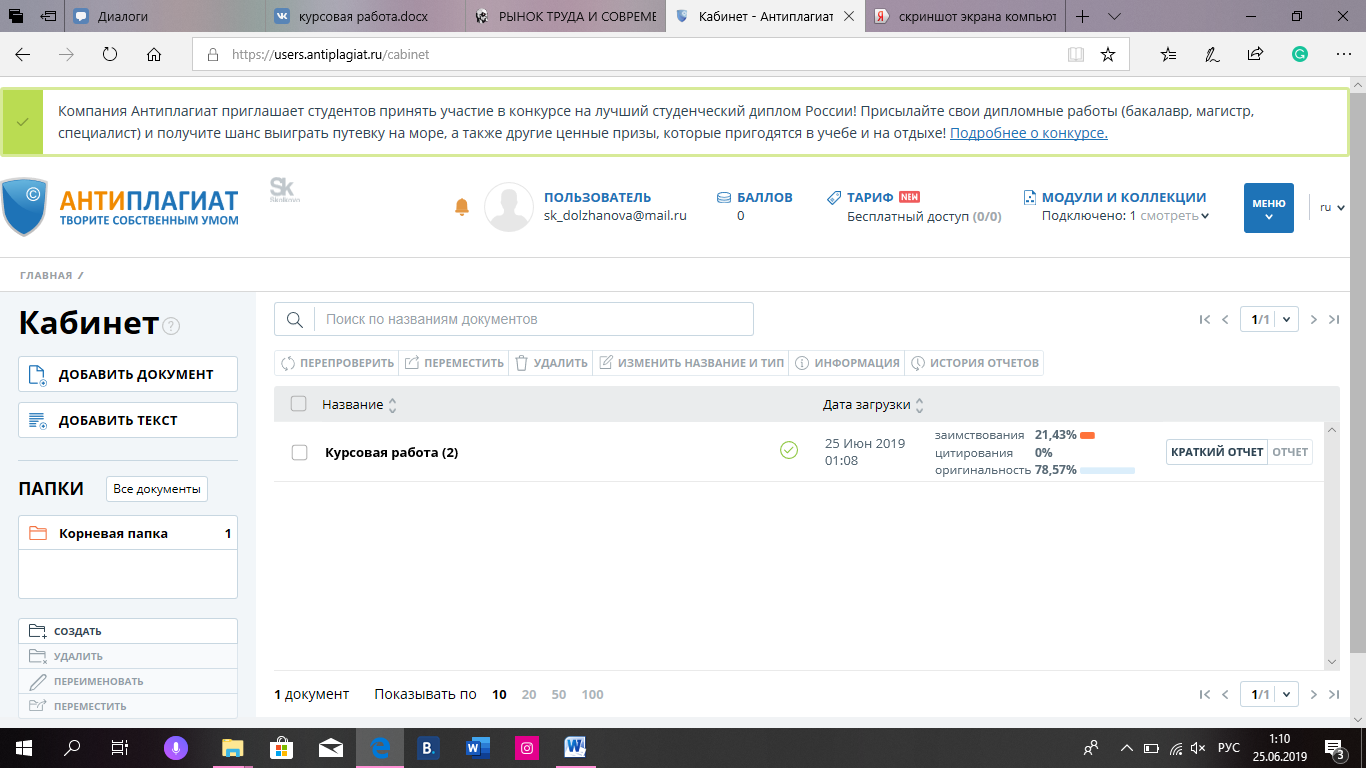 Диалоги
курсовая работа.docx
РЫНОК ТРУДА И СОВРЕМЕ
Кабинет - Антиплагиат
скриншот экрана компьют
https://users.antiplagiat.ru/cabinet
Компания Антиплагиат приглашает студентов принять участие в конкурсе на лучший студенческий диплом России! Присылайте свои дипломные работы (бакалавр, магистр,
специалист) и получите шанс выиграть путевку на море, а также другие ценные призы, которые пригодятся в учебе и на отдыхе! Подробнее о конкурсе.
АНТИПЛАГИАТ
ТВОРИТЕ СОБСТВЕННЫМ УМОМ
Sk
Skolkovo
ПОЛЬЗОВАТЕЛЬ
sk_dolzhanova@mail.ru
БАЛЛОВ
0
ТАРИФ NEW
Бесплатный доступ (0/0)
МОДУЛИ И КОЛЛЕКЦИИ
Подключено: 1 смотреть
МЕНЮ
ru
ГЛАВНАЯ /
Кабинет ?
ДОБАВИТЬ ДОКУМЕНТ
ДОБАВИТЬ ТЕКСТ
ПАПКИ Все документы
Корневая папка 1
СОЗДАТЬ
УДАЛИТЬ
ПЕРЕИМЕНОВАТЬ
ПЕРЕМЕСТИТЬ
Поиск по названиям документов
1/1
ПЕРЕПРОВЕРИТЬ ПЕРЕМЕСТИТЬ УДАЛИТЬ ИЗМЕНИТЬ НАЗВАНИЕ И ТИП ИНФОРМАЦИЯ ИСТОРИЯ ОТЧЕТОВ
Название Дата загрузки
Курсовая работа (2)
25 Июн 2019
01:08
заимствования 21,43%
цитирования 0%
оригинальность 78,57%
КРАТКИЙ ОТЧЕТ ОТЧЕТ
1 документ Показывать по 10 20 50 100
1/1
B.
РУС
1:10
25.06.2019
3